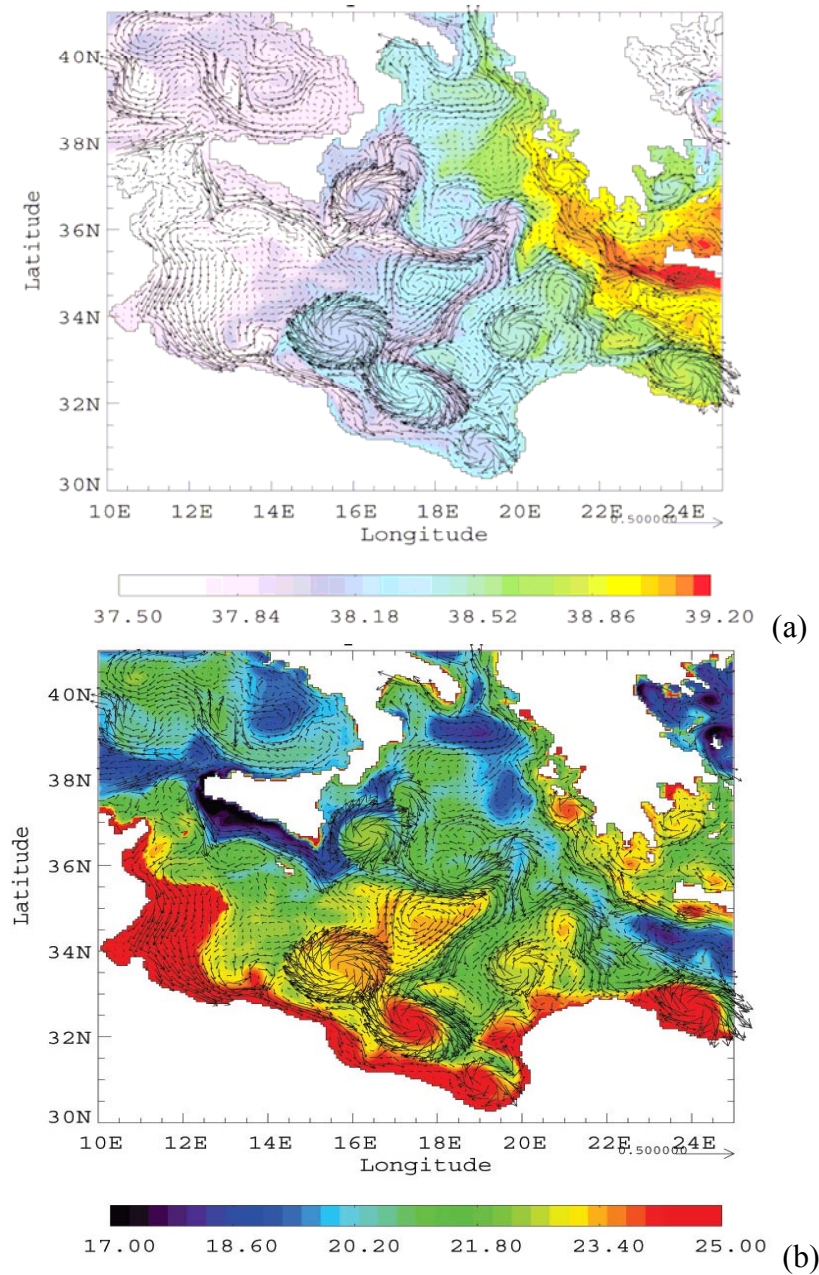 40N
38N
36N
34N
32N
30N
Latitude
10E 12E 14E 16E 18E 20E 22E 24E
Longitude
0.500000
37.50 37.84 38.18 38.52 38.86 39.20
(a)
40N
38N
36N
34N
32N
30N
Latitude
10E 12E 14E 16E 18E 20E 22E 24E
Longitude
0.500000
17.00 18.60 20.20 21.80 23.40 25.00
(b)